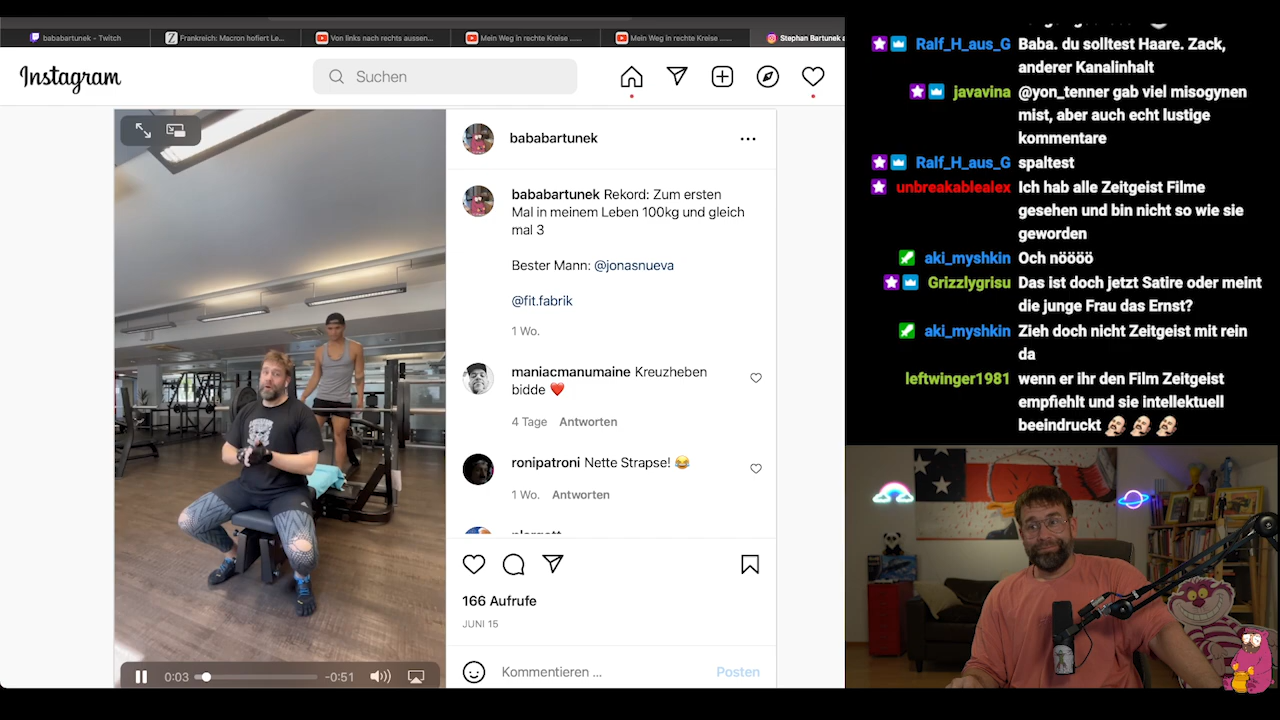 bababartunek - Twitch
Frankreich: Macron hofiert Le...
Von links nach rechts aussen...
Mein Weg in rechte Kreise ......
Mein Weg in rechte Kreise ......
Stephan Bartunek a
Instagram
Suchen
bababartunek
bababartunek Rekord: Zum ersten
Mal in meinem Leben 100kg und gleich
mal 3
Bester Mann: @jonasnueva
@fit.fabrik
1 Wo.
maniacmanumaine Kreuzheben
bidde
4 Tage Antworten
ronipatroni Nette Strapse!
1 Wo. Antworten
166 Aufrufe
JUNI 15
Kommentieren ...
Posten
0:03
-0:51
Ralf_H_aus_G Baba. du solltest Haare. Zack,
anderer Kanalinhalt
javavina @yon_tenner gab viel misogynen
mist, aber auch echt lustige
kommentare
Ralf_H_aus_G spaltest
unbreakablealex Ich hab alle Zeitgeist Filme
gesehen und bin nicht so wie sie
geworden
aki_myshkin Och nöööö
Grizzlygrisu Das ist doch jetzt Satire oder meint
die junge Frau das Ernst?
aki_myshkin Zieh doch nicht Zeitgeist mit rein
da
leftwinger1981 wenn er ihr den Film Zeitgeist
empfiehlt und sie intellektuell
beeindruckt